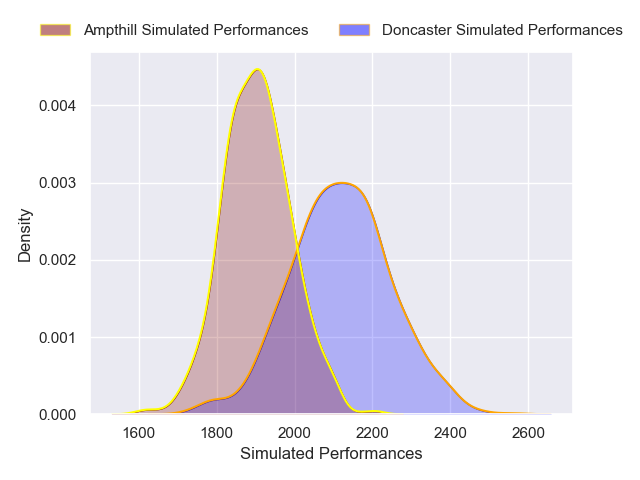 Ampthill Simulated Performances Doncaster Simulated Performances
0.004
0.003
0.002
0.001
0.000
Density
1600 1800 2000 2200 2400 2600
Simulated Performances